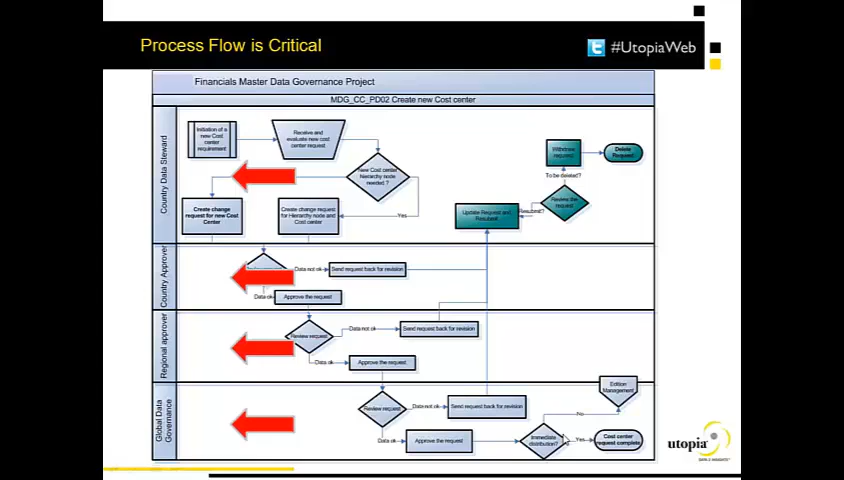 Process Flow is Critical
#UtopiaWeb
Financials Master Data Governance Project
MDG_CC_PD02 Create new Cost center
Country Data Steward
Initiation of a
new Cost
center
requirement
Receive and
evaluate new cost
center request
New Cost center
Hierarchy node
needed ?
Yes
Create change
request for new Cost
Center
Create change request
for Hierarchy node and
Cost center
Withdraw
request
Delete
Request
To be deleted?
Review the
request
Resubmit?
Update Request and
Resubmit
Country Approver
Data not ok
Send request back for revision
Data ok
Approve the request
Regional approver
Review request
Data not ok
Send request back for revision
Data ok
Approve the request
Global Data
Governance
Review request
Data not ok
Send request back for revision
Data ok
Approve the request
Immediate
distribution?
No
Edition
Management
Yes
Cost center
request complete
utopia